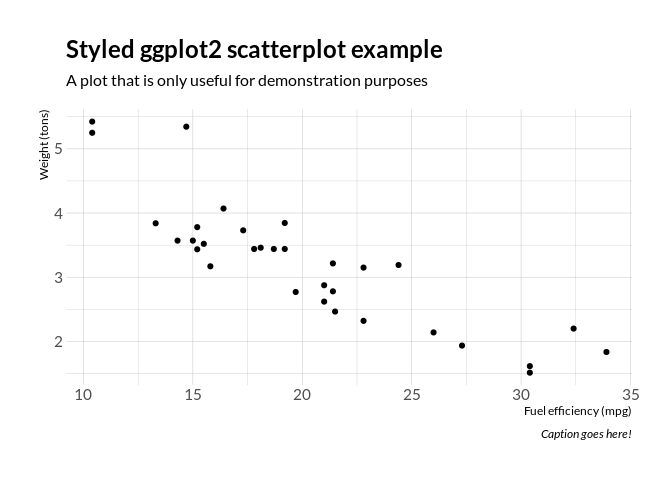 Styled ggplot2 scatterplot example
A plot that is only useful for demonstration purposes
Weight (tons)
5
4
3
2
10 15 20 25 30 35
Fuel efficiency (mpg)
Caption goes here!